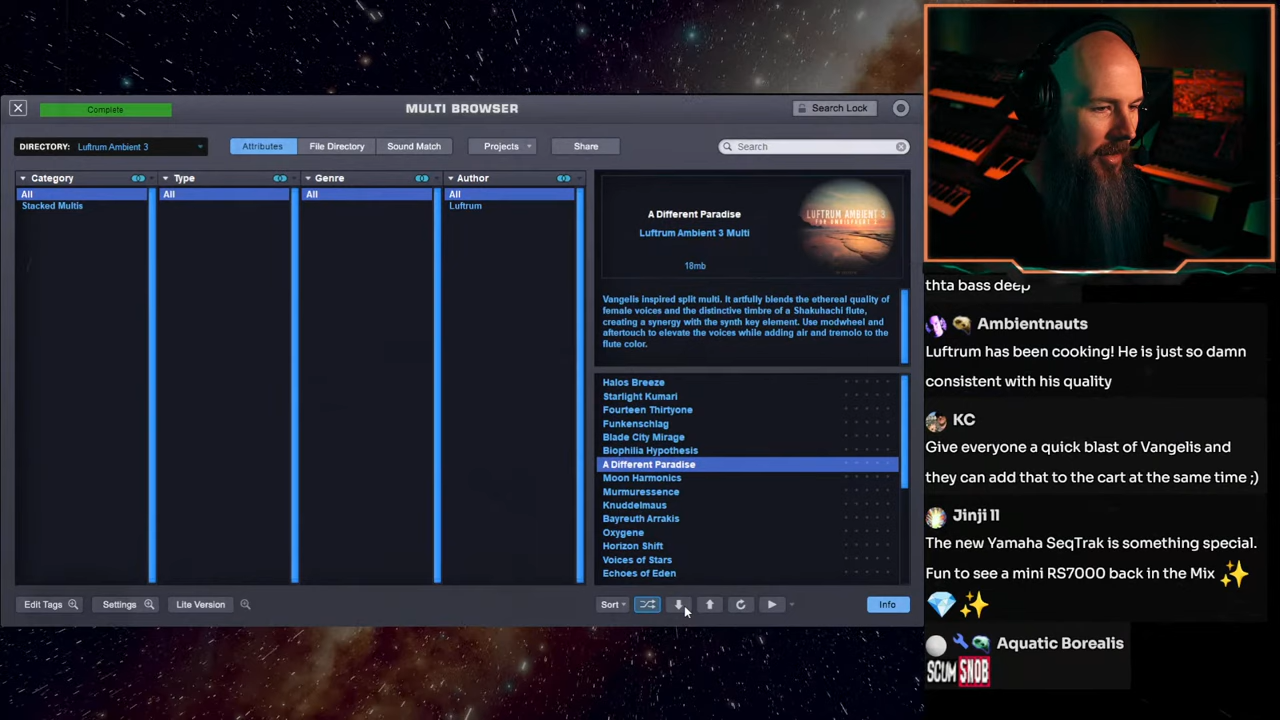 Complete
MULTI BROWSER
Search Lock
DIRECTORY: Luftrum Ambient 3
Attributes
File Directory
Sound Match
Projects
Share
Search
Category
Type
Genre
Author
All
All
All
All
Stacked Multis
Luftrum
A Different Paradise
Luftrum Ambient 3 Multi
18mb
LUFTRUM AMBIENT 3
FOR OMNISPHERE 2
Vangelis inspired split multi. It artfully blends the ethereal quality of
female voices and the distinctive timbre of a Shakuhachi flute,
creating a synergy with the synth key element. Use modwheel and
aftertouch to elevate the voices while adding air and tremolo to the
flute color.
Halos Breeze
Starlight Kumari
Fourteen Thirtyone
Funkenschlag
Blade City Mirage
Biophilia Hypothesis
A Different Paradise
Moon Harmonics
Murmuressence
Knuddelmaus
Bayreuth Arrakis
Oxygene
Horizon Shift
Voices of Stars
Echoes of Eden
Edit Tags
Settings
Lite Version
Sort
Info
thta bass deep
Ambientnauts
Luftrum has been cooking! He is just so damn
consistent with his quality
KC
Give everyone a quick blast of Vangelis and
they can add that to the cart at the same time ;)
Jinji ll
The new Yamaha SeqTrak is something special.
Fun to see a mini RS7000 back in the Mix ✨
💎✨
Aquatic Borealis
SCUM SNOB